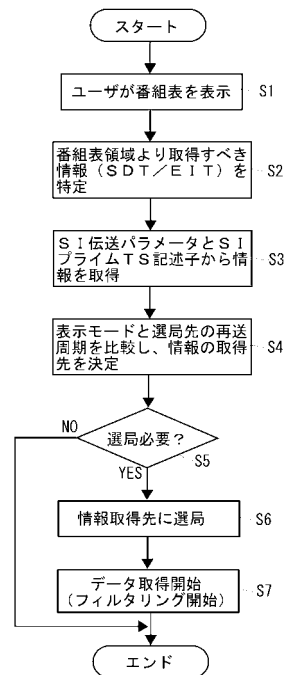 スタート
ユーザが番組表を表示
S1
番組表領域より取得すべき
情報（SDT／EIT）を
特定
S2
SI伝送パラメータとSI
プライムTS記述子から情
報を取得
S3
表示モードと選局先の再送
周期を比較し、情報の取得
先を決定
S4
選局必要？
S5
NO
YES
情報取得先に選局
S6
データ取得開始
（フィルタリング開始）
S7
エンド